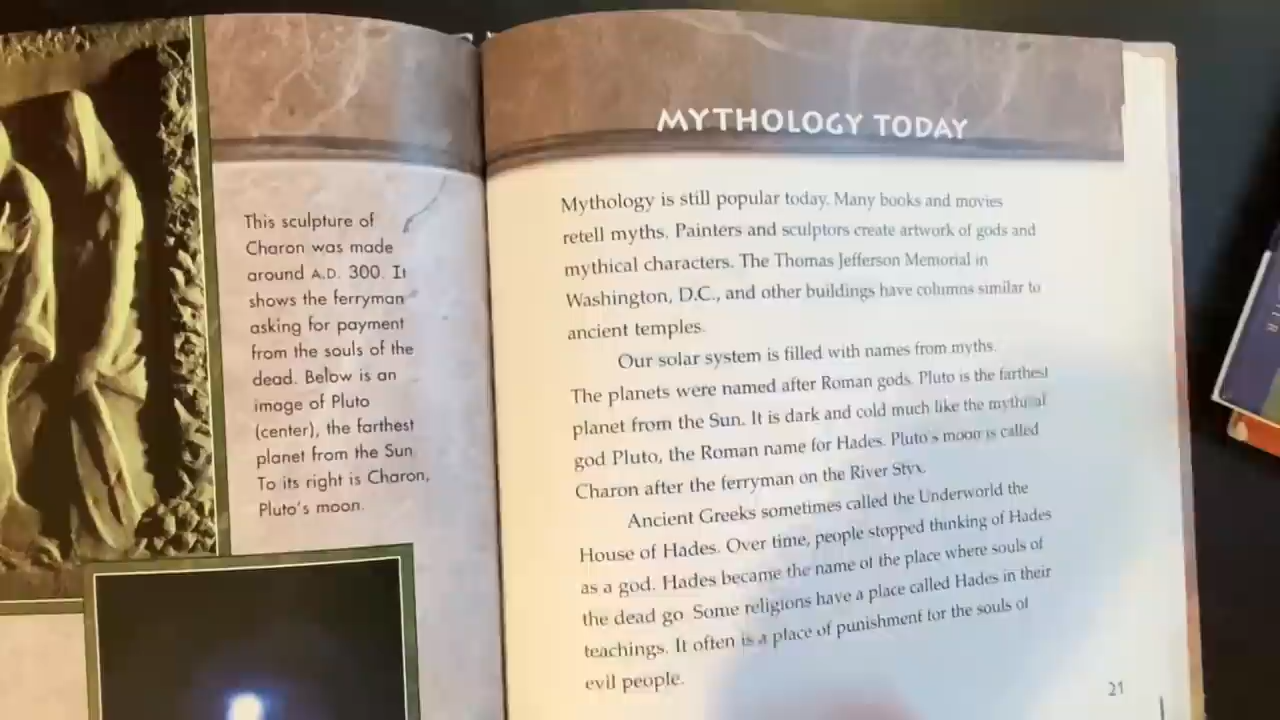 This sculpture of
Charon was made
around A.D. 300. It
shows the ferryman
asking for payment
from the souls of the
dead. Below is an
image of Pluto
(center), the farthest
planet from the Sun.
To its right is Charon,
Pluto's moon.
MYTHOLOGY TODAY
Mythology is still popular today. Many books and movies
retell myths. Painters and sculptors create artwork of gods and
mythical characters. The Thomas Jefferson Memorial in
Washington, D.C., and other buildings have columns similar to
ancient temples.
Our solar system is filled with names from myths.
The planets were named after Roman gods. Pluto is the farthest
planet from the Sun. It is dark and cold much like the mythical
god Pluto, the Roman name for Hades. Pluto's moon is called
Charon after the ferryman on the River Styx.
Ancient Greeks sometimes called the Underworld the
House of Hades. Over time, people stopped thinking of Hades
as a god. Hades became the name of the place where souls of
the dead go. Some religions have a place called Hades in their
teachings. It often is a place of punishment for the souls of
evil people.
21